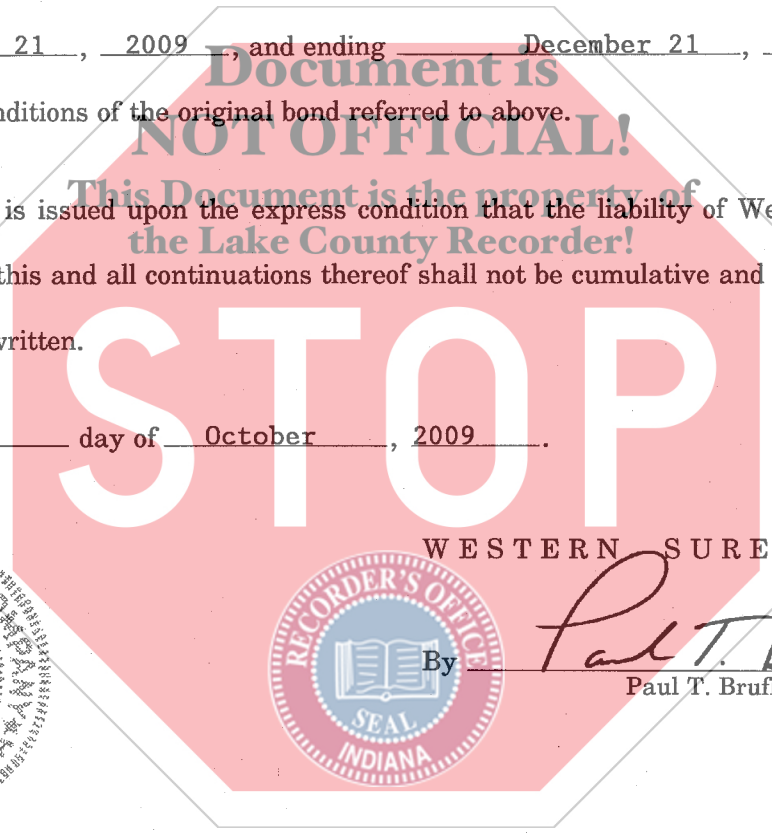 21 , 2009 , and ending December 21 ,
nditions of the original bond referred to above.
is issued upon the express condition that the liability of We
this and all continuations thereof shall not be cumulative and
written.
day of October , 2009 .
WESTERN SURE
By Paul T.
Paul T. Bruf
Document is
NOT OFFICIAL!
This Document is the property of
the Lake County Recorder!
STOP
RECORDER'S OFFICE
SEAL
INDIANA
PANY